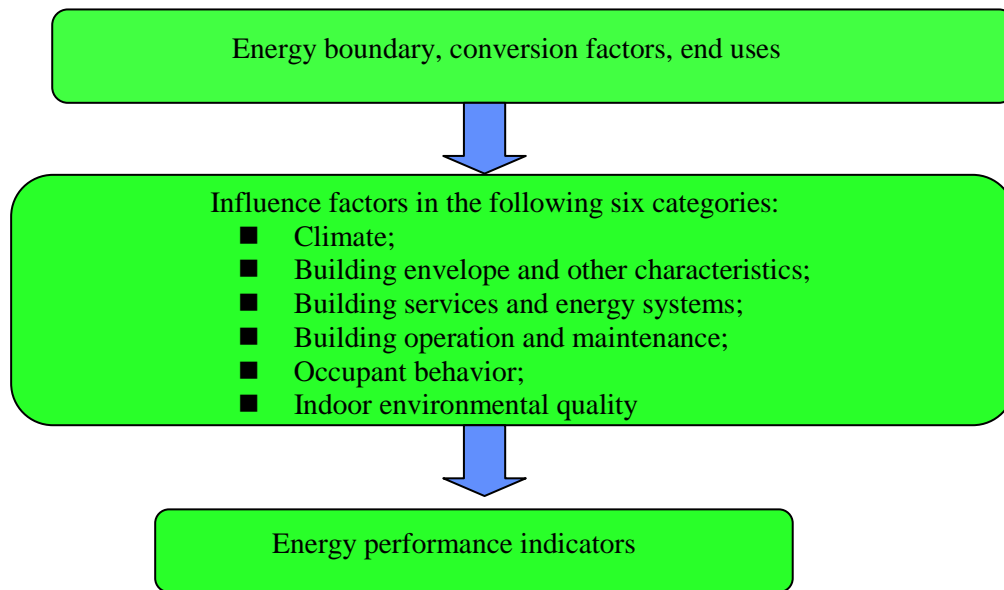 Energy boundary, conversion factors, end uses
Influence factors in the following six categories:
■ Climate;
■ Building envelope and other characteristics;
■ Building services and energy systems;
■ Building operation and maintenance;
■ Occupant behavior;
■ Indoor environmental quality
Energy performance indicators